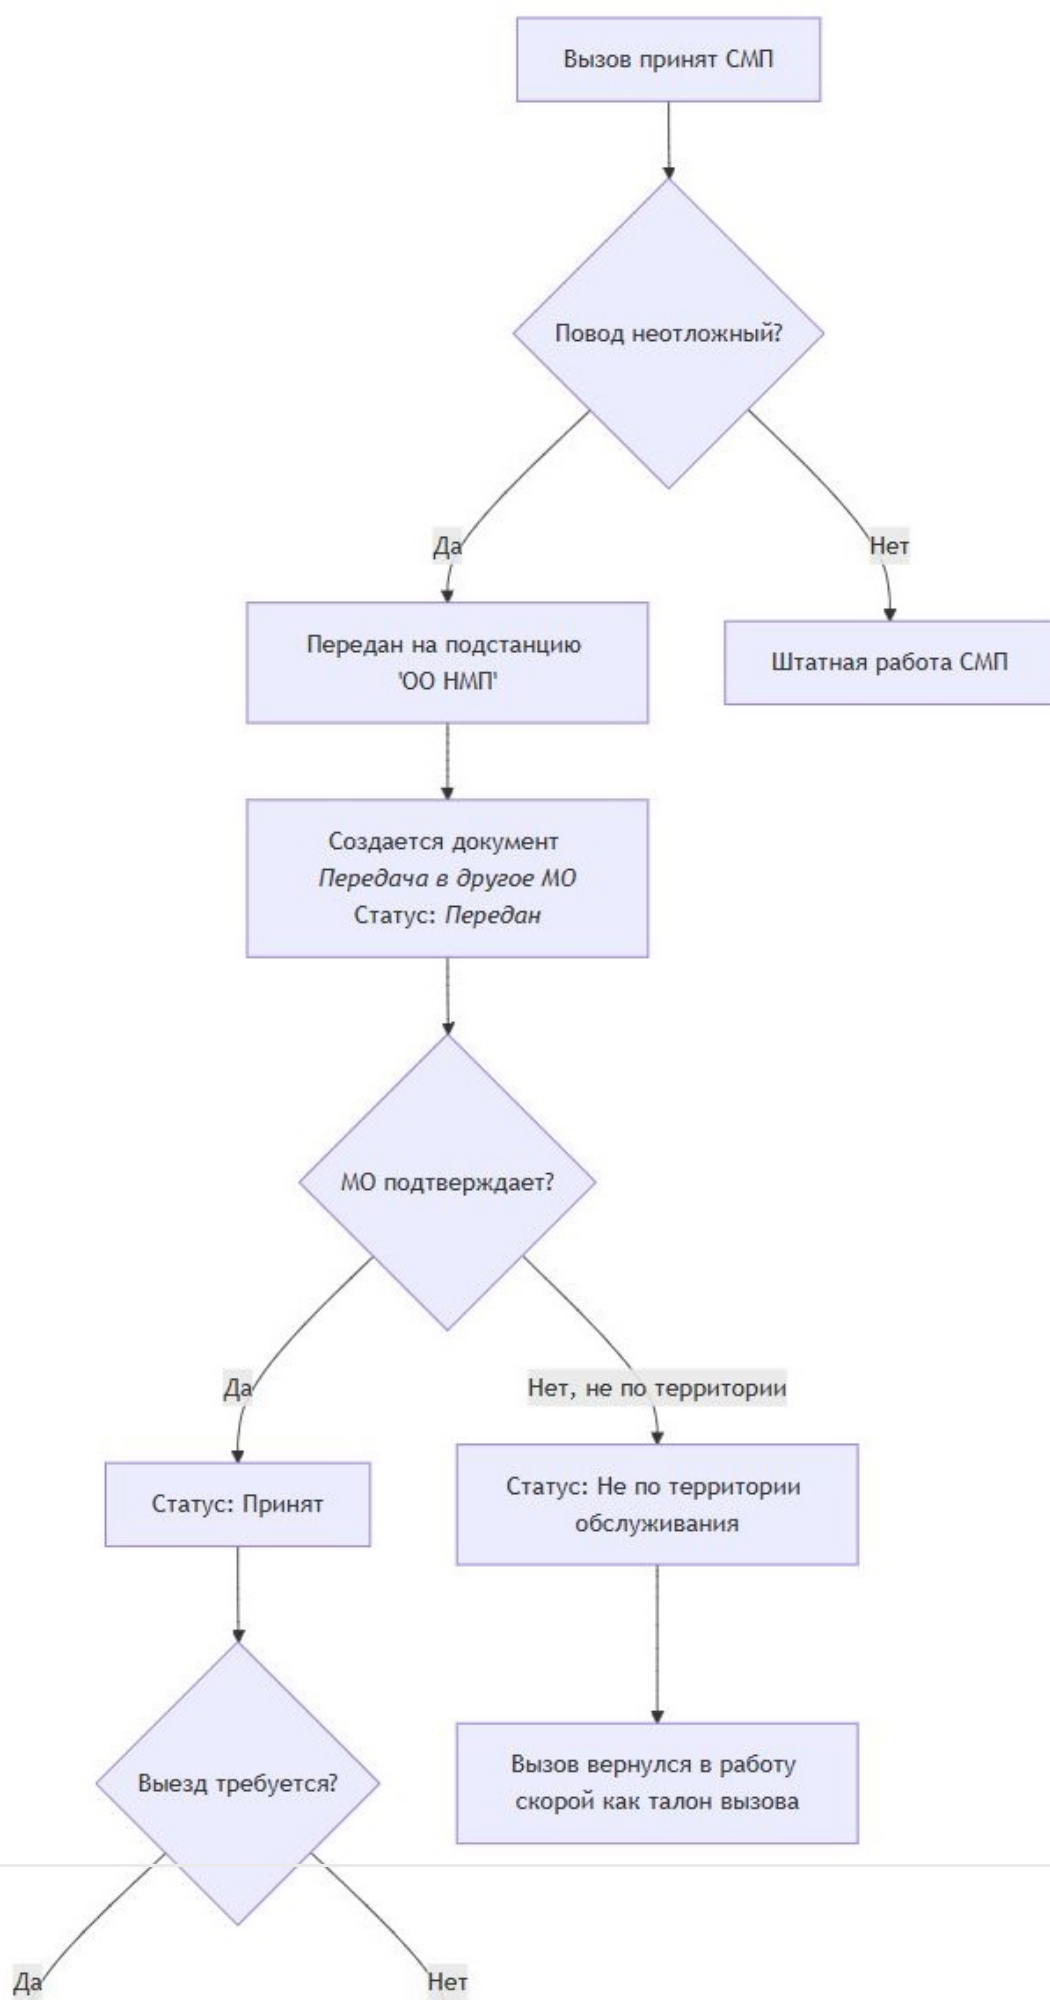 Вызов принят СМП
Повод неотложный?
Да
Нет
Передан на подстанцию
'ОО НМП'
Штатная работа СМП
Создается документ
Передача в другое МО
Статус: Передан
МО подтверждает?
Да
Нет, не по территории
Статус: Принят
Статус: Не по территории
обслуживания
Выезд требуется?
Вызов вернулся в работу
скорой как талон вызова
Да
Нет